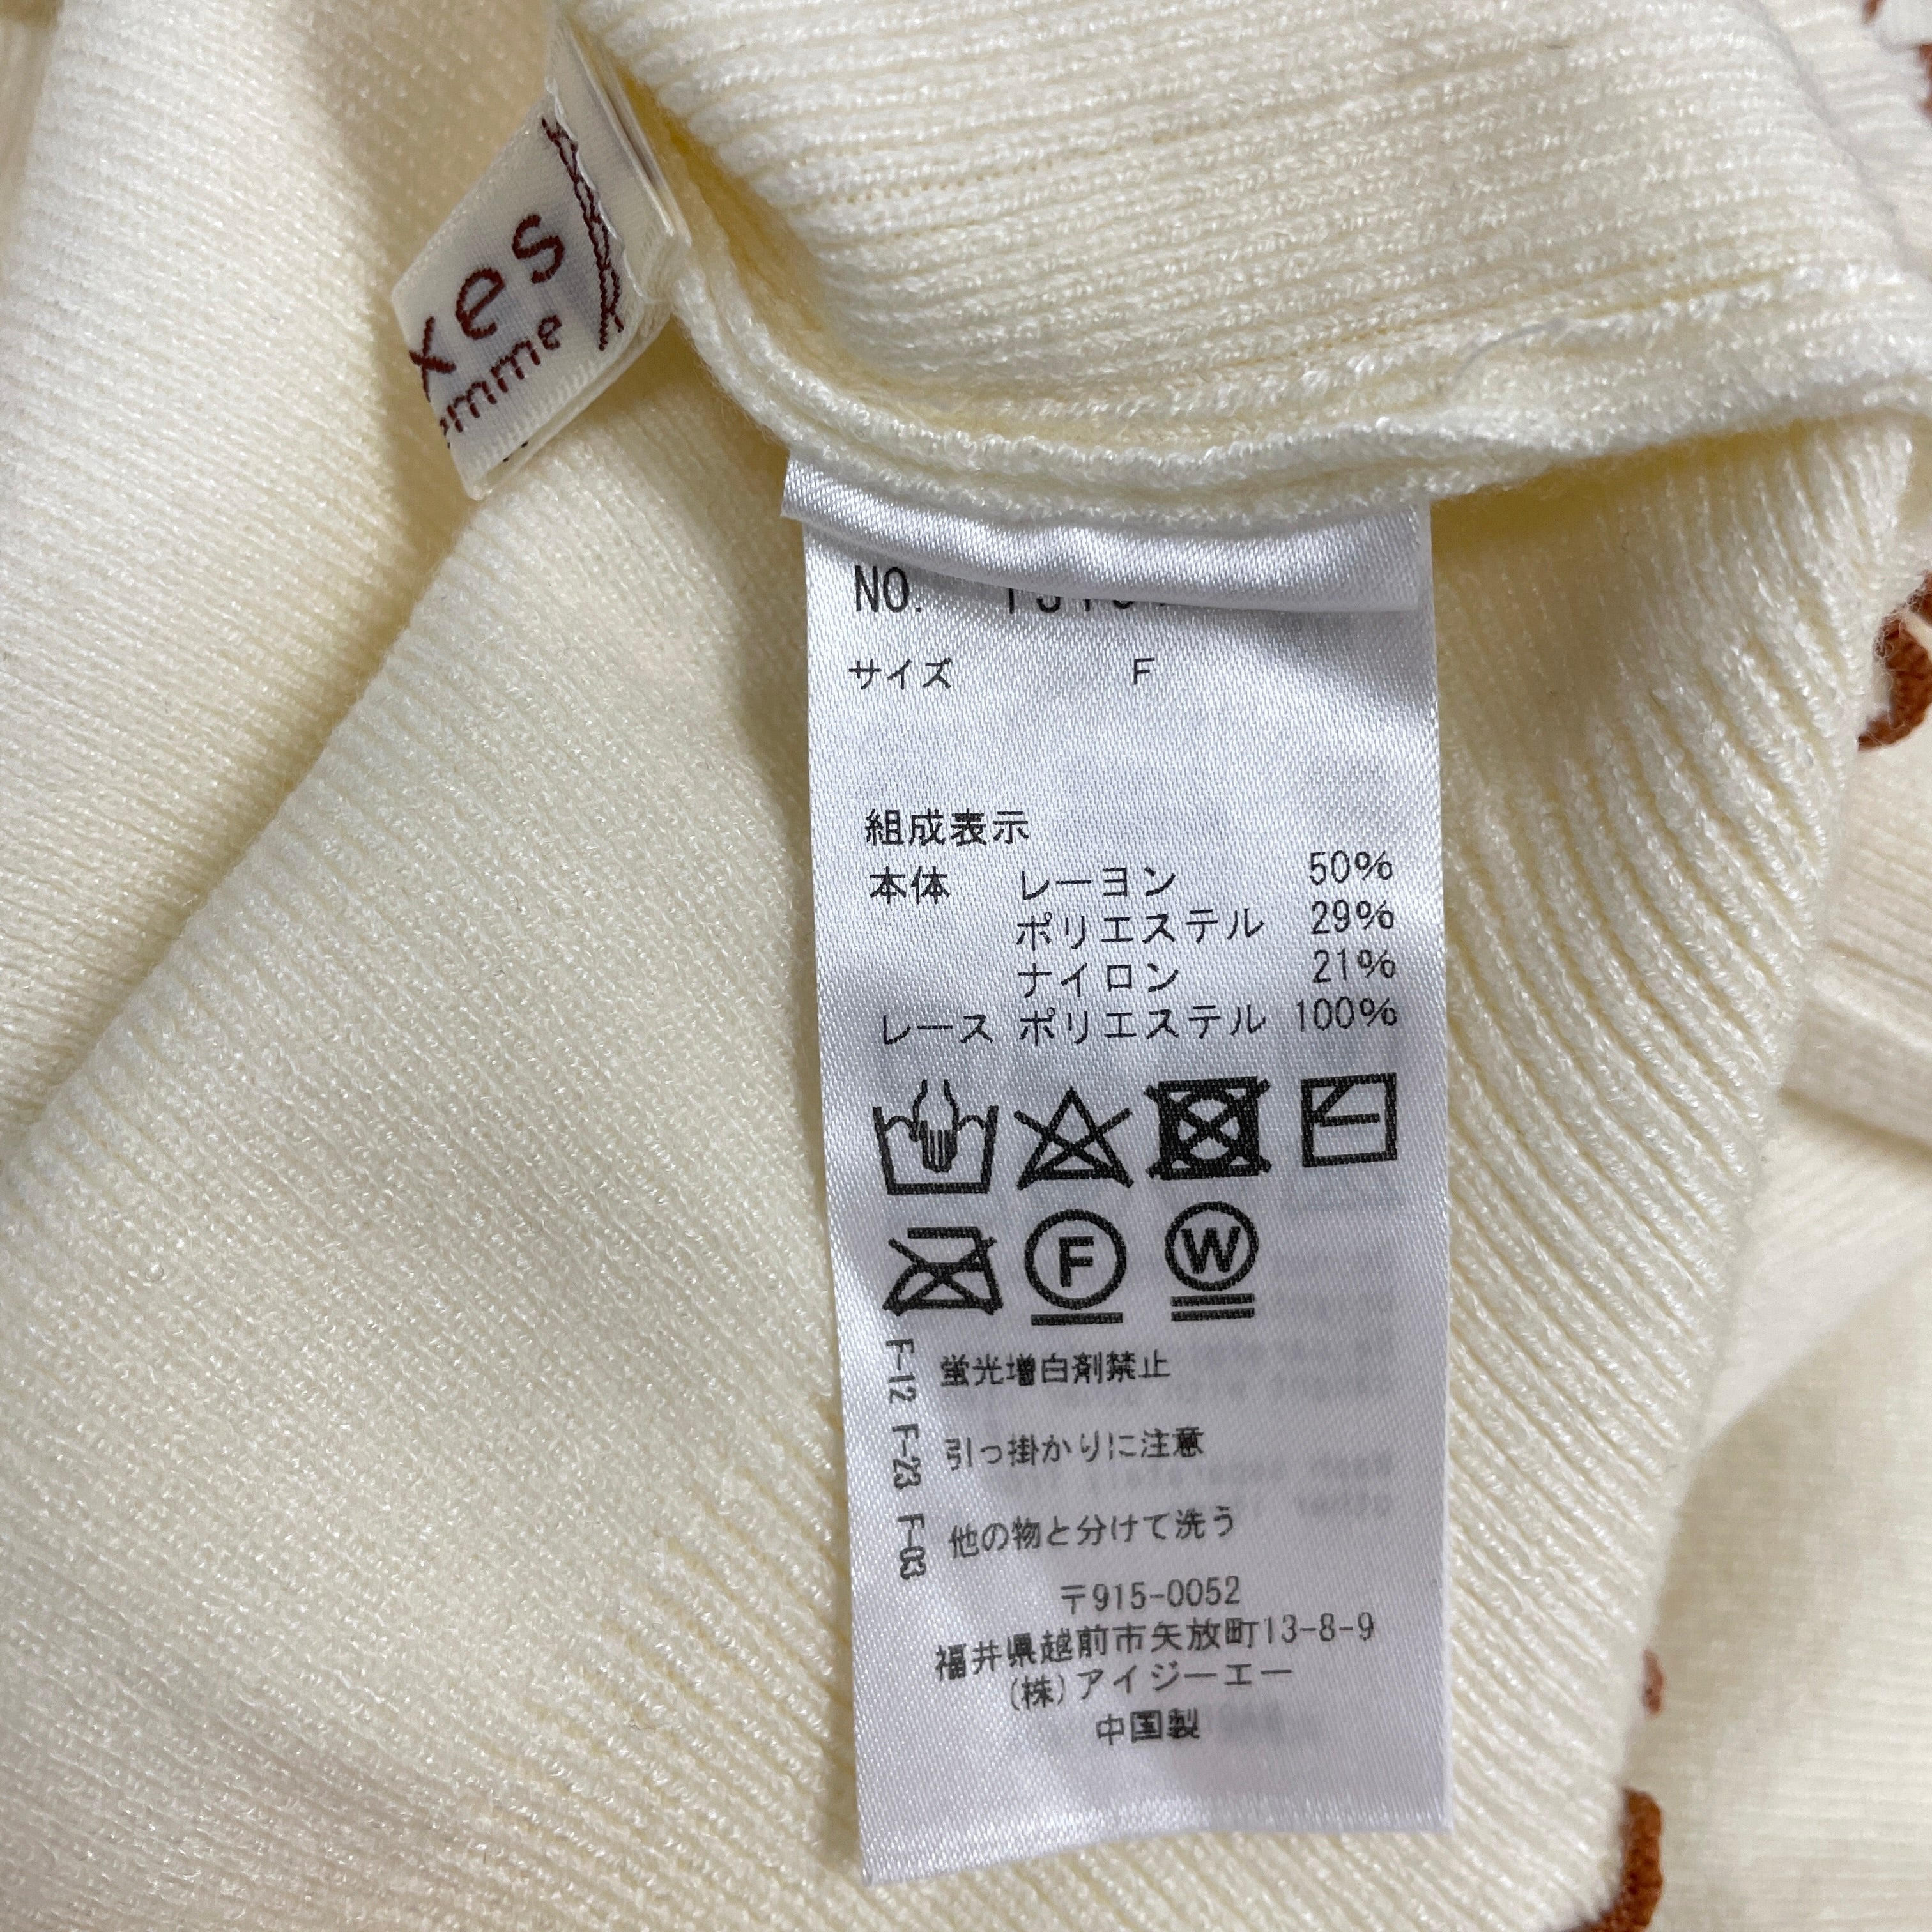 xes
emme
NO.
サイズ F
組成表示
本体 レーヨン 50%
ポリエステル 29%
ナイロン 21%
レース ポリエステル 100%
F
W
F-12 F-23 F-03
蛍光増白剤禁止
引っ掛かりに注意
他の物と分けて洗う
〒915-0052
福井県越前市矢放町13-8-9
(株)アイジーエー
中国製